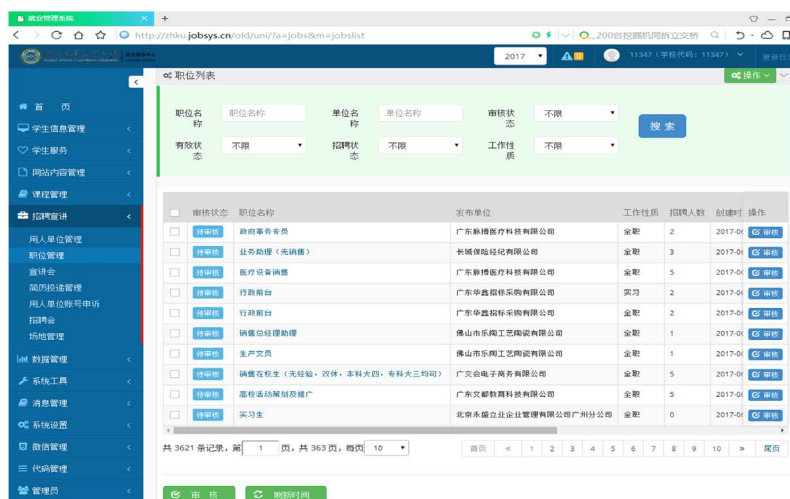 就业管理系统
http://zhku.jobsys.cn/old/uni/?a=jobs&m=jobslist
200台挖掘机同拆立交桥
2017
11347（学校代码：11347）
职位列表
操作
首 页
学生信息管理
学生服务
网站内容管理
课程管理
招聘宣讲
用人单位管理
职位管理
宣讲会
简历投递管理
用人单位账号申诉
招聘会
场地管理
数据管理
系统工具
消息管理
系统设置
微信管理
代码管理
管理员
职位名称 职位名称 单位名称 单位名称 审核状态 不限
搜 索
有效状态 不限 招聘状态 不限 工作性质 不限
审核状态 职位名称 发布单位 工作性质 招聘人数 创建时 操作
待审核 政府事务专员 广东脉搏医疗科技有限公司 全职 2 2017-0 审核
待审核 业务助理（无销售） 长城保险经纪有限公司 全职 3 2017-0 审核
待审核 医疗设备销售 广东脉搏医疗科技有限公司 全职 5 2017-0 审核
待审核 行政前台 广东华鑫招标采购有限公司 实习 2 2017-0 审核
待审核 行政前台 广东华鑫招标采购有限公司 全职 2 2017-0 审核
待审核 销售总经理助理 佛山市乐陶工艺陶瓷有限公司 全职 1 2017-0 审核
待审核 生产文员 佛山市乐陶工艺陶瓷有限公司 全职 1 2017-0 审核
待审核 销售在校生（无经验，双休，本科大四，专科大三均可） 广交会电子商务有限公司 全职 5 2017-0 审核
待审核 高校活动策划及推广 广东文都教育科技有限公司 全职 5 2017-0 审核
待审核 实习生 北京永盛立业企业管理有限公司广州分公司 全职 0 2017-0 审核
共 3621 条记录，第 1 页，共 363 页，每页 10
首页 « 1 2 3 4 5 6 7 8 9 10 » 尾页
审 核 刷新时间